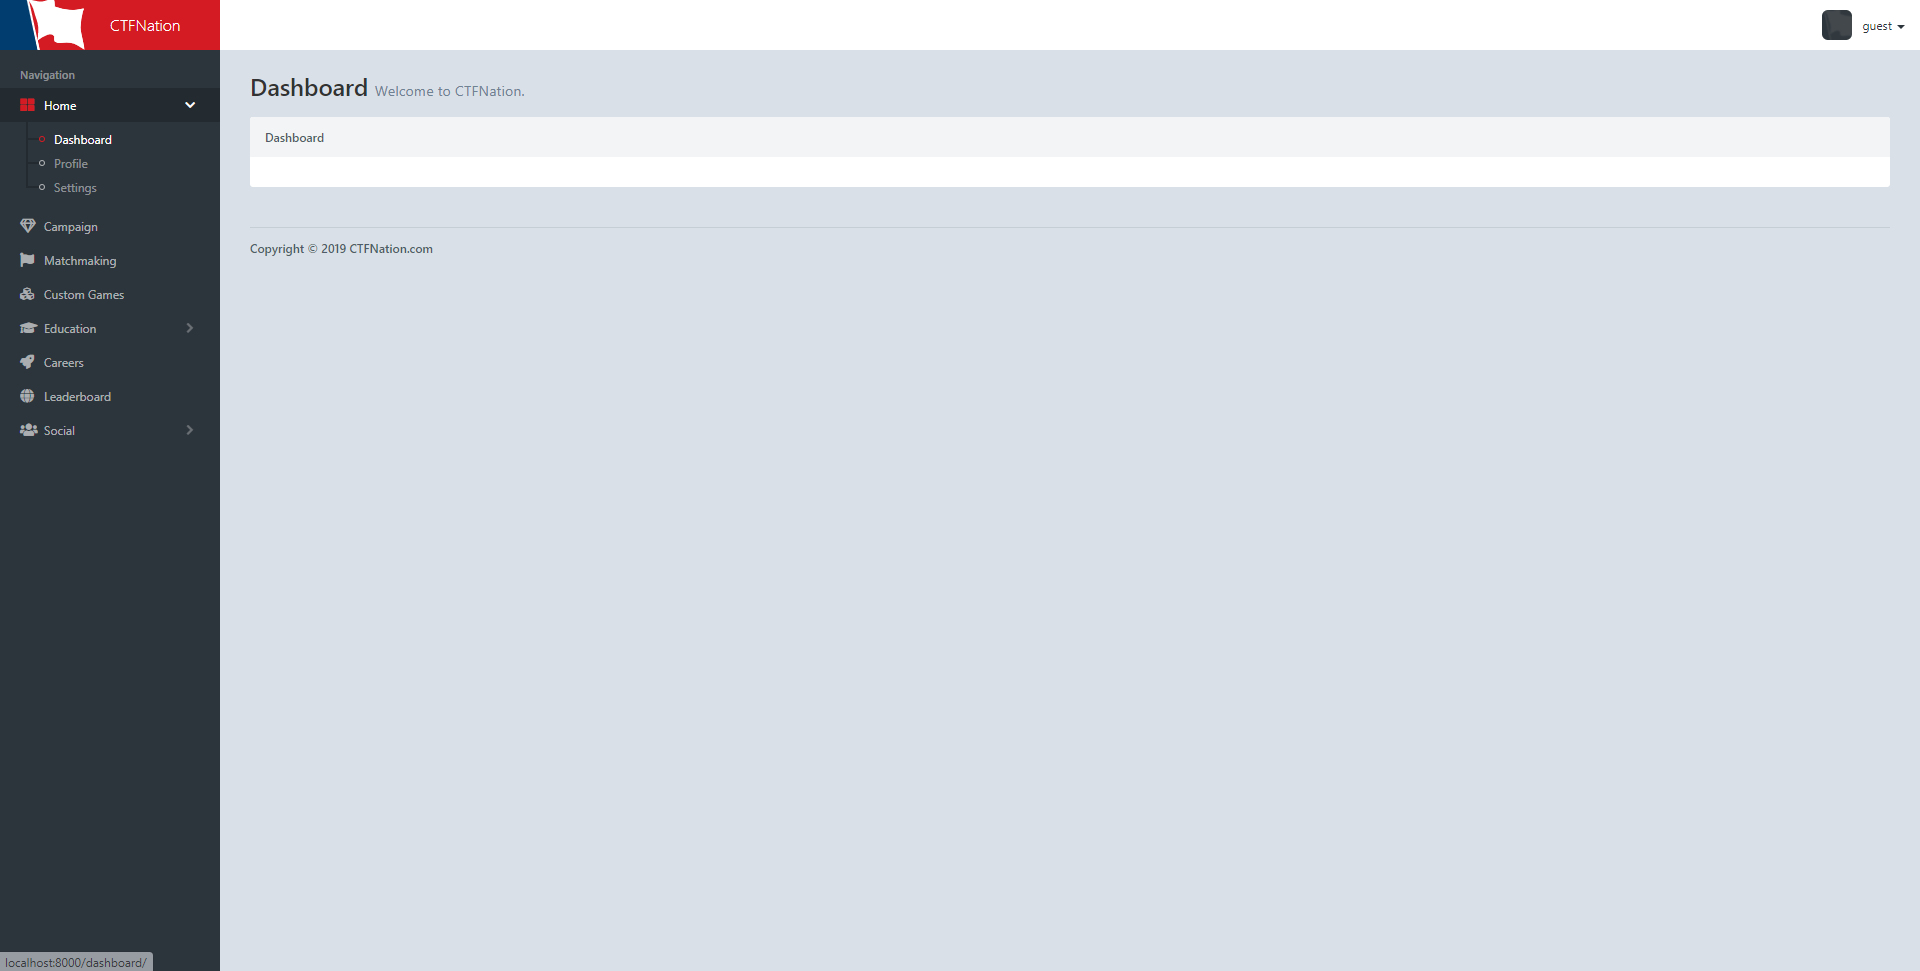 CTFNation
guest
Navigation
Home
Dashboard
Profile
Settings
Campaign
Matchmaking
Custom Games
Education
Careers
Leaderboard
Social
Dashboard Welcome to CTFNation.
Dashboard
Copyright © 2019 CTFNation.com
localhost:8000/dashboard/